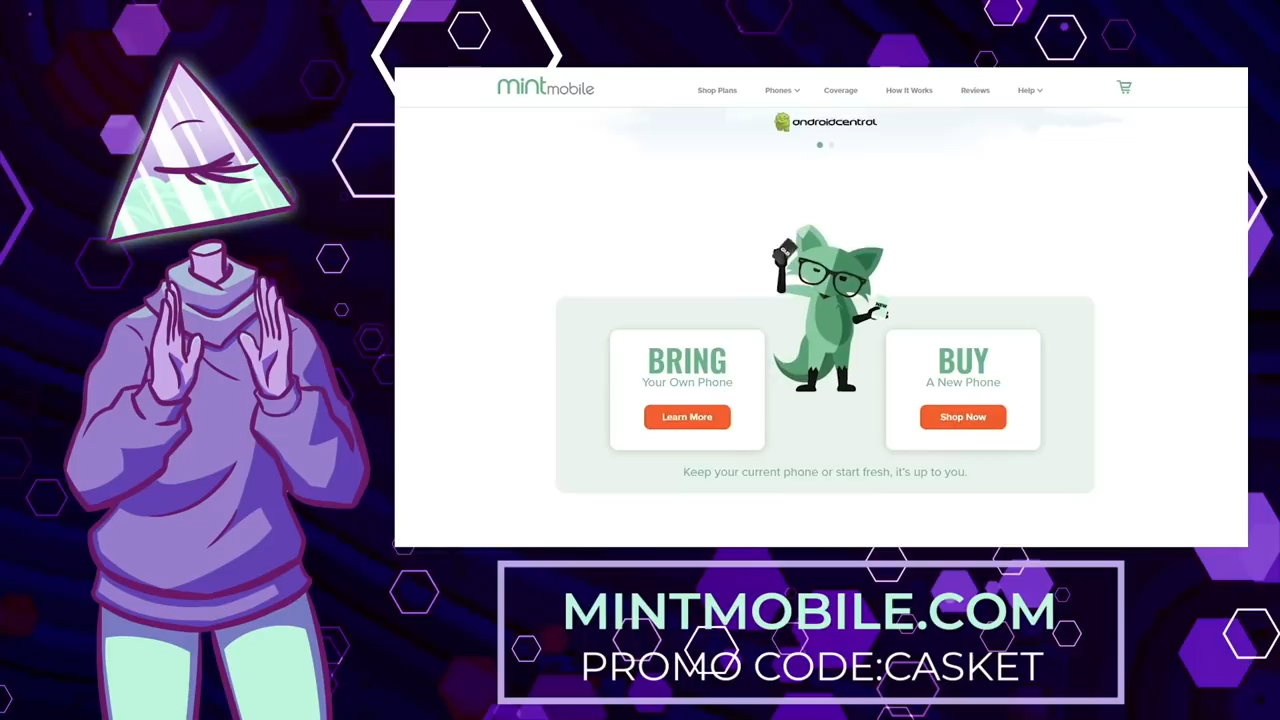 mintmobile
Shop Plans Phones Coverage How It Works Reviews Help
androidcentral
BRING
Your Own Phone
Learn More
BUY
A New Phone
Shop Now
Keep your current phone or start fresh, it's up to you.
MINTMOBILE.COM
PROMO CODE:CASKET